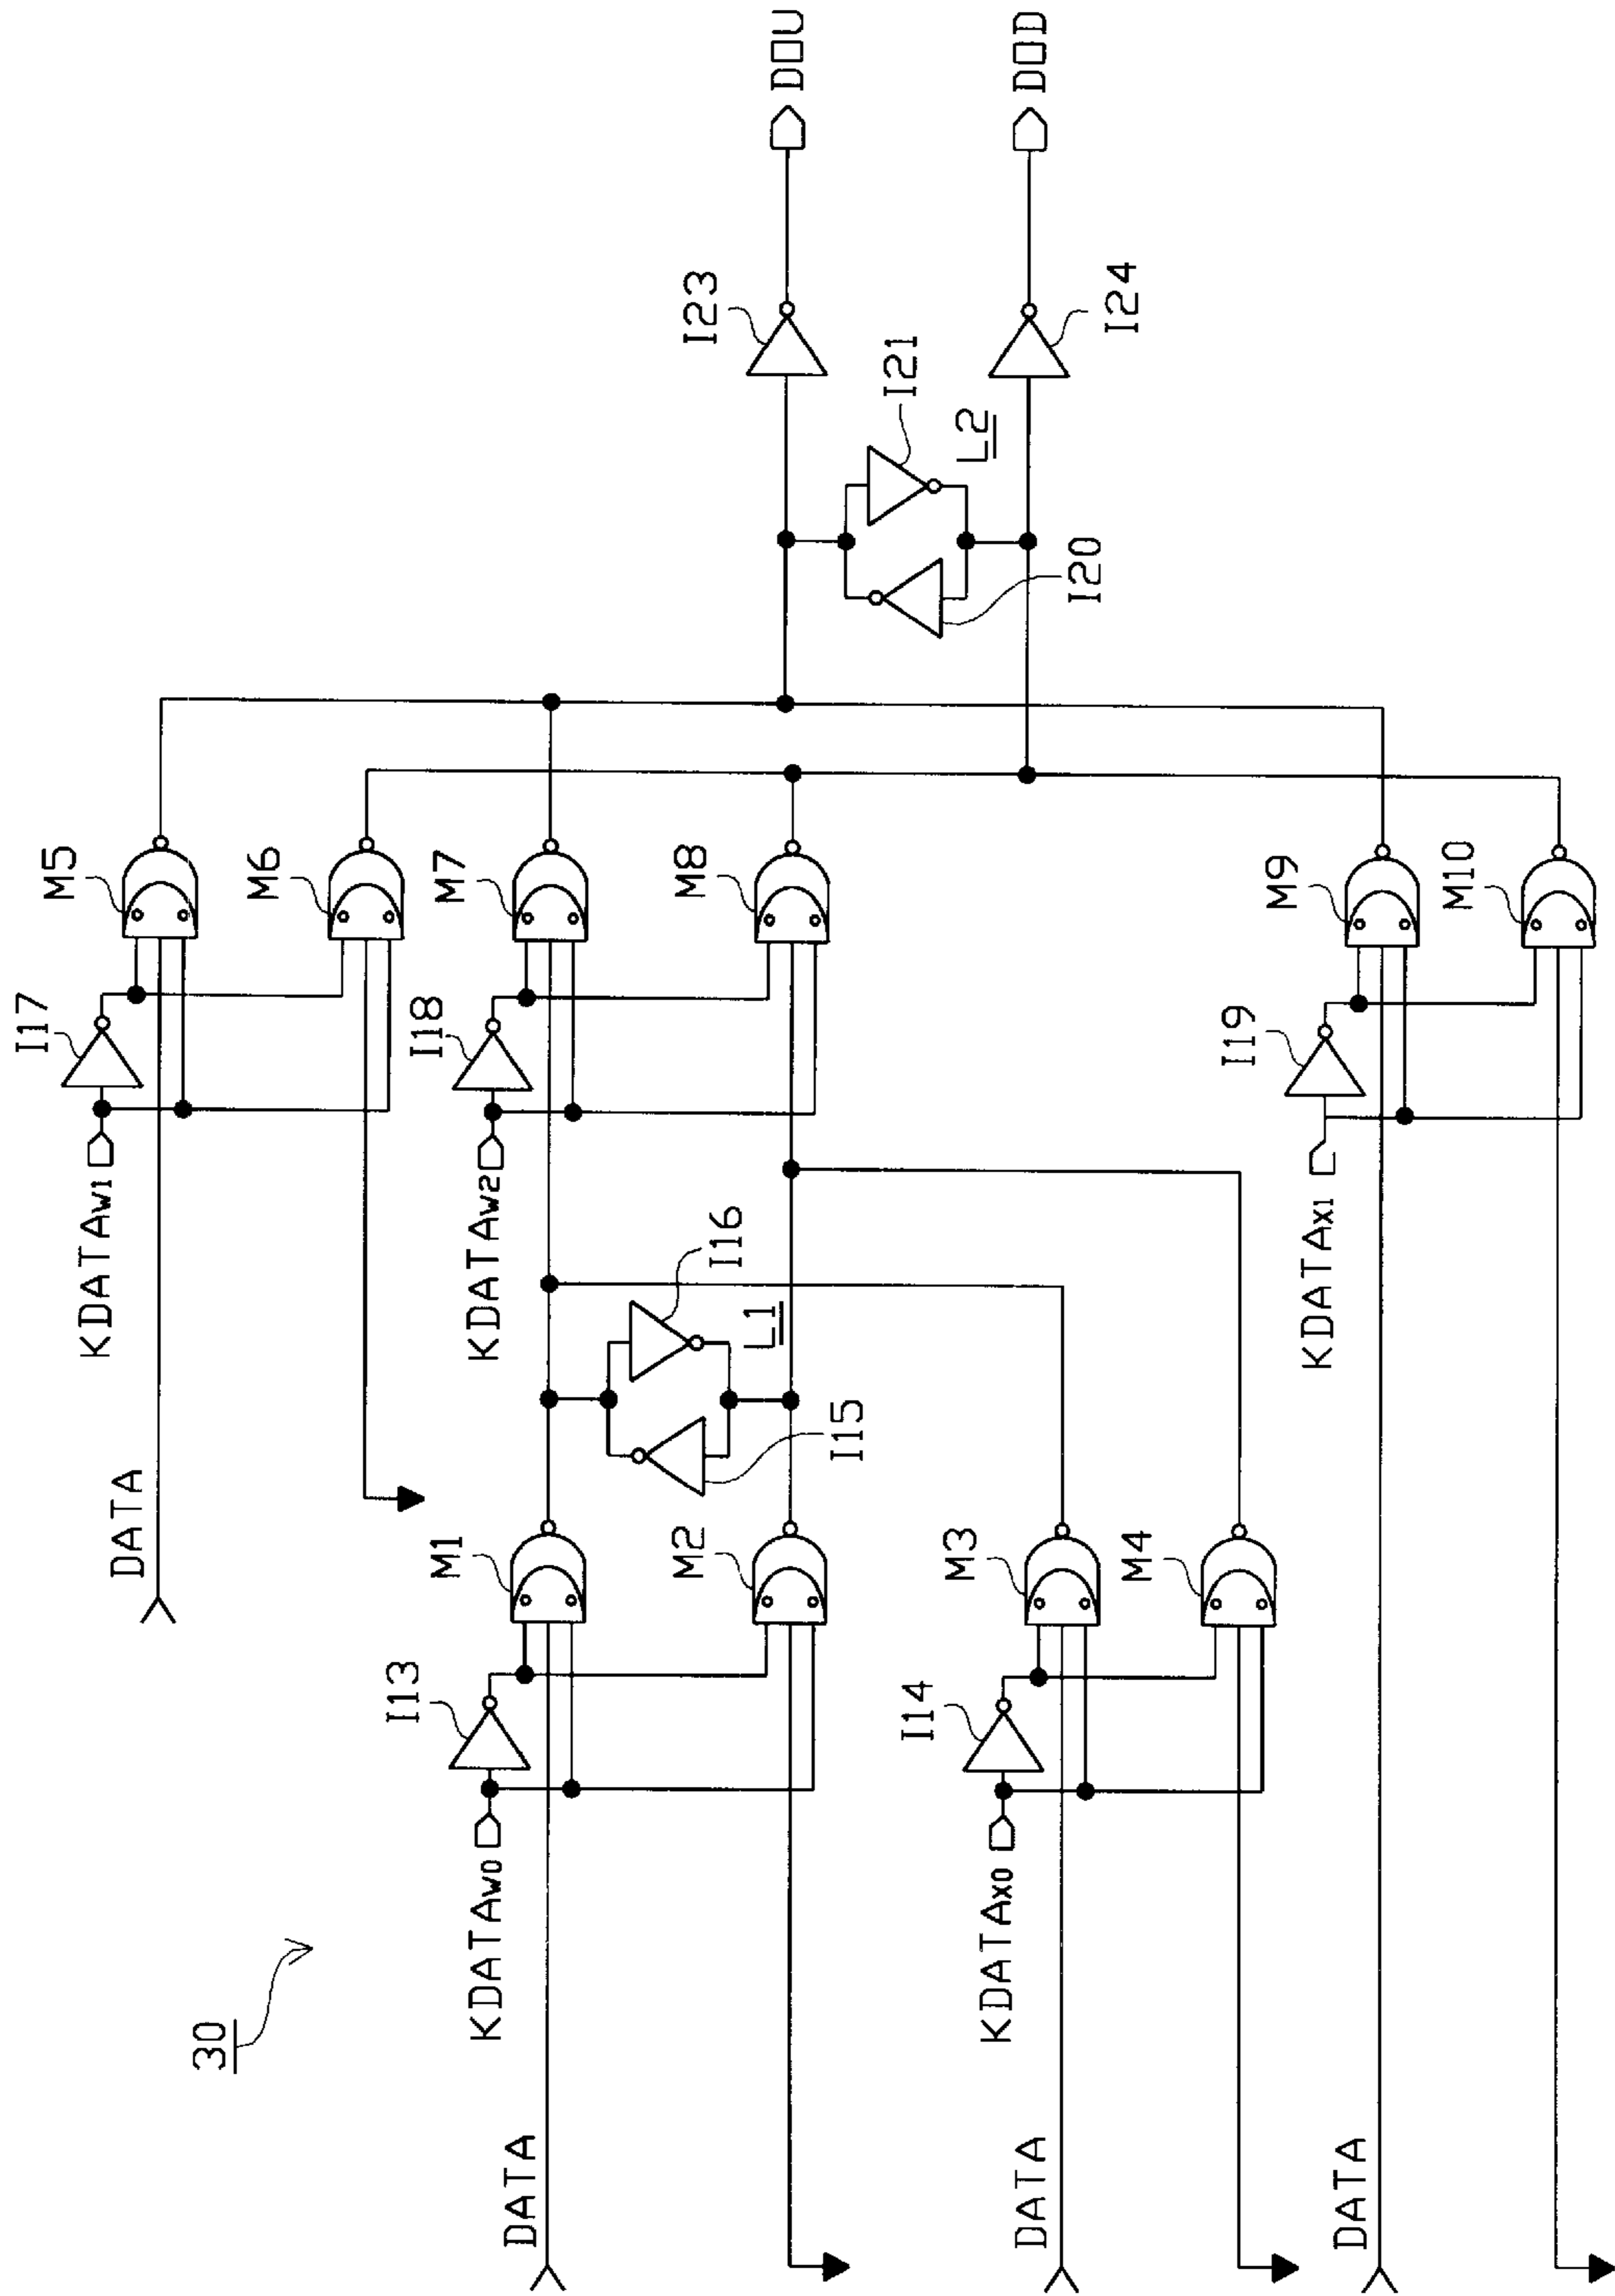 30
DATA
KDATAw1
I17
M5
M6
DATA
KDATAw0
I13
M1
M2
I15
I16
L1
KDATAw2
I18
M7
M8
I23
DOU
I20
I21
L2
I24
DOD
DATA
KDATAx0
I14
M3
M4
DATA
KDATAx1
I19
M9
M10